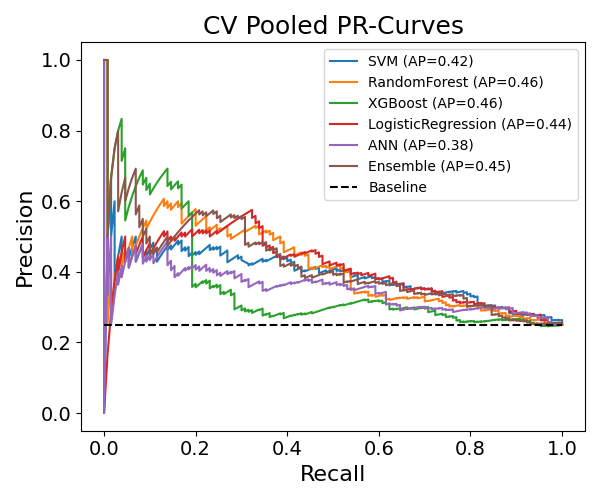 CV Pooled PR-Curves
1.0
0.8
0.6
0.4
0.2
0.0
Precision
SVM (AP=0.42)
RandomForest (AP=0.46)
XGBoost (AP=0.46)
LogisticRegression (AP=0.44)
ANN (AP=0.38)
Ensemble (AP=0.45)
Baseline
0.0 0.2 0.4 0.6 0.8 1.0
Recall